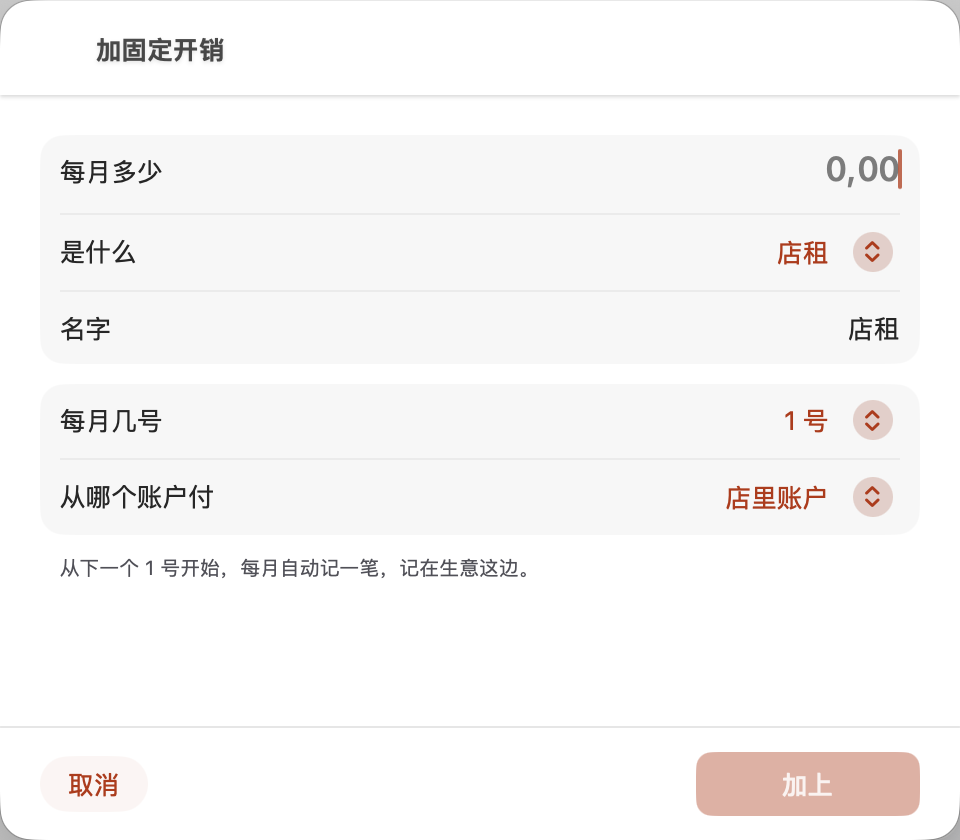 加固定开销
每月多少 0,00
是什么 店租
名字 店租
每月几号 1 号
从哪个账户付 店里账户
从下一个 1 号开始，每月自动记一笔，记在生意这边。
取消 加上